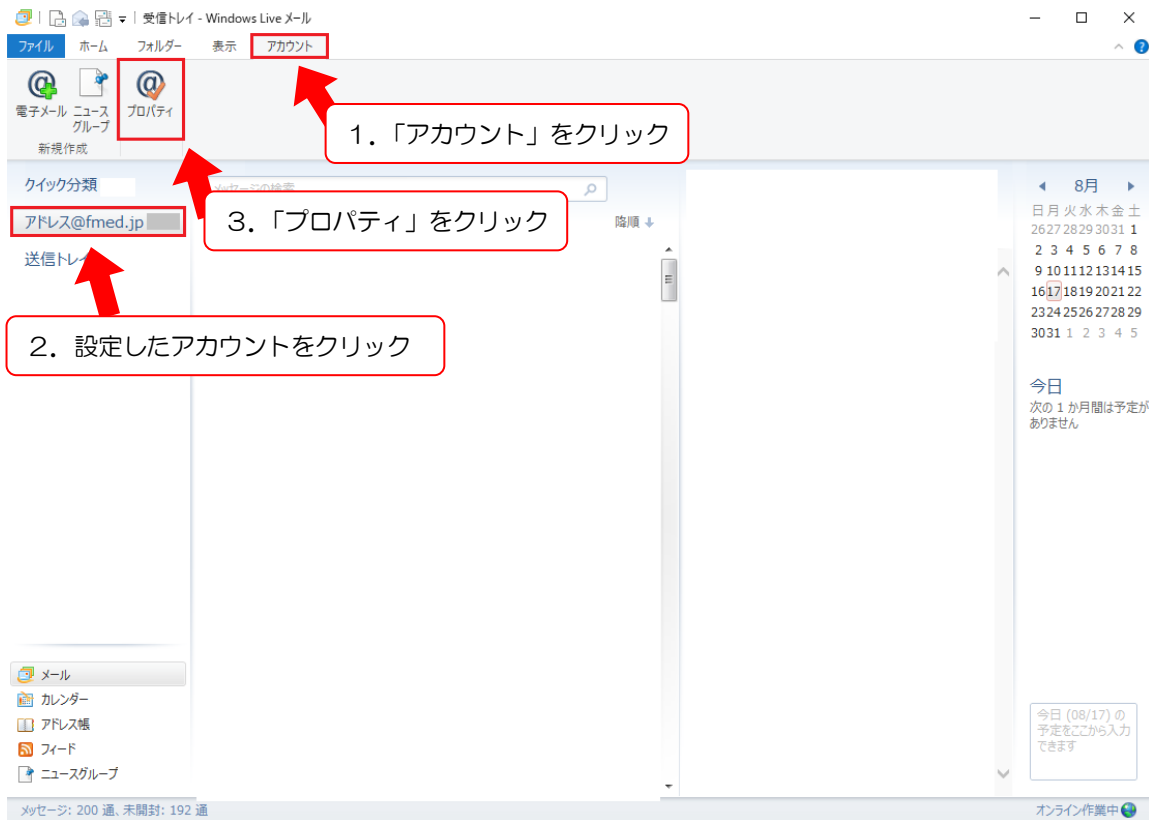 受信トレイ - Windows Live メール
ファイル ホーム フォルダー 表示 アカウント
電子メール ニュースグループ プロパティ
新規作成
1．「アカウント」をクリック
クイック分類
メッセージの検索
アドレス@fmed.jp
3．「プロパティ」をクリック
降順
送信トレイ
2．設定したアカウントをクリック
8月
日 月 火 水 木 金 土
26 27 28 29 30 31 1
2 3 4 5 6 7 8
9 10 11 12 13 14 15
16 17 18 19 20 21 22
23 24 25 26 27 28 29
30 31 1 2 3 4 5
今日
次の 1 か月間は予定が
ありません
メール
カレンダー
アドレス帳
フィード
ニュースグループ
今日 (08/17) の
予定をここから入力
できます
メッセージ: 200 通、未開封: 192 通
オンライン作業中